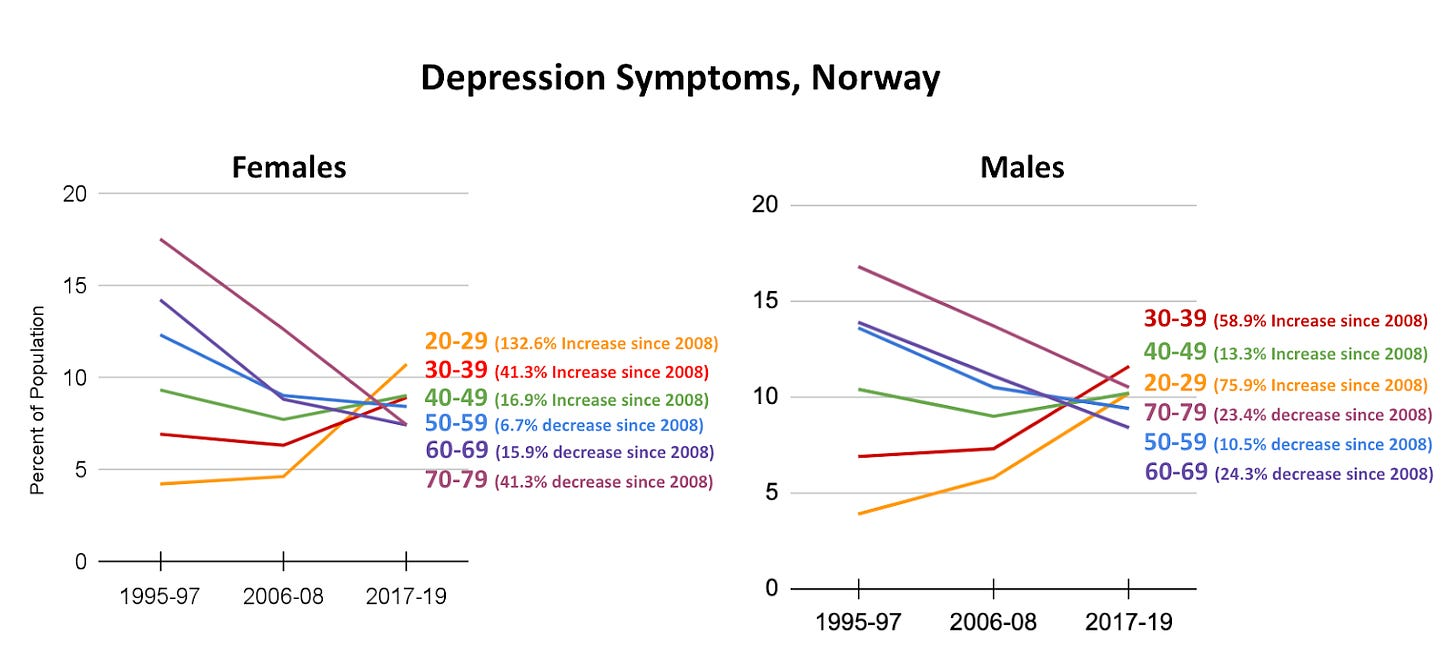 Depression Symptoms, Norway
Females
20
15
10
5
0
Percent of Population
1995-97 2006-08 2017-19
20-29 (132.6% Increase since 2008)
30-39 (41.3% Increase since 2008)
40-49 (16.9% Increase since 2008)
50-59 (6.7% decrease since 2008)
60-69 (15.9% decrease since 2008)
70-79 (41.3% decrease since 2008)
Males
20
15
10
5
0
1995-97 2006-08 2017-19
30-39 (58.9% Increase since 2008)
40-49 (13.3% Increase since 2008)
20-29 (75.9% Increase since 2008)
70-79 (23.4% decrease since 2008)
50-59 (10.5% decrease since 2008)
60-69 (24.3% decrease since 2008)